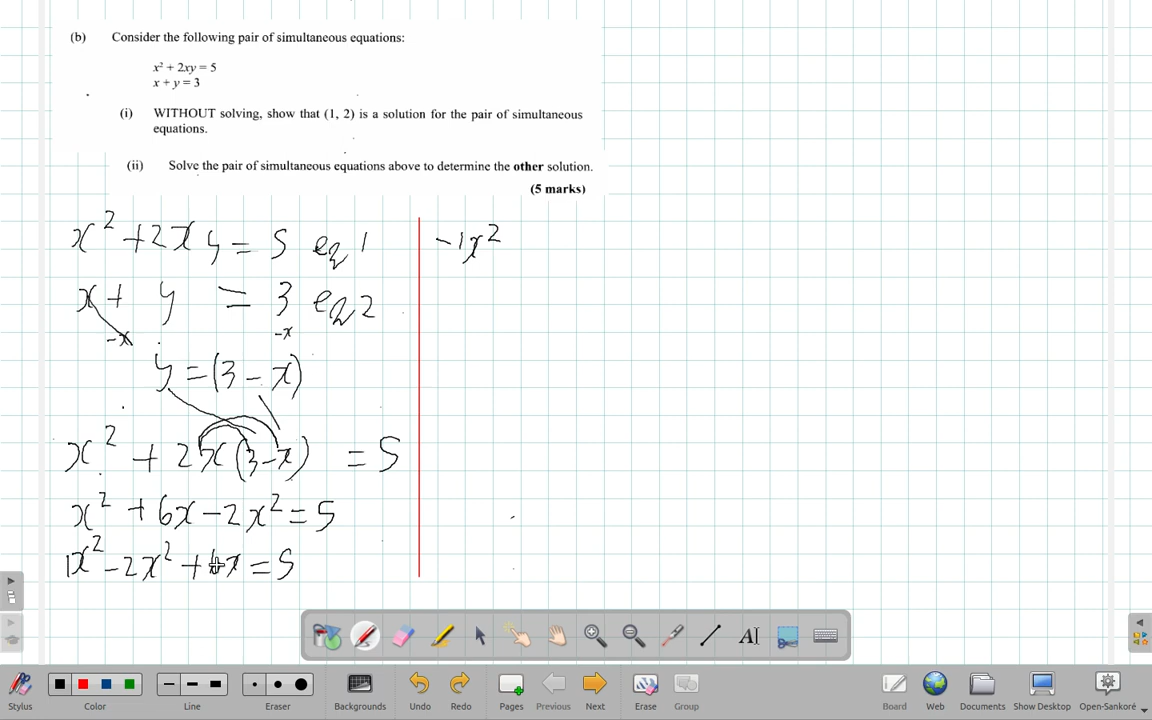 (b) Consider the following pair of simultaneous equations:
x² + 2xy = 5
x + y = 3
(i) WITHOUT solving, show that (1, 2) is a solution for the pair of simultaneous
equations.
(ii) Solve the pair of simultaneous equations above to determine the other solution.
(5 marks)
x² + 2xy = 5 eq 1
x + y = 3 eq 2
-x -x
y = (3 - x)
x² + 2x(3-x) = 5
x² + 6x - 2x² = 5
1x² - 2x² + 6x = 5
-1x²
Stylus
Color
Line
Eraser
Backgrounds
Undo
Redo
Pages
Previous
Next
Erase
Group
Board
Web
Documents
Show Desktop
Open-Sankoré